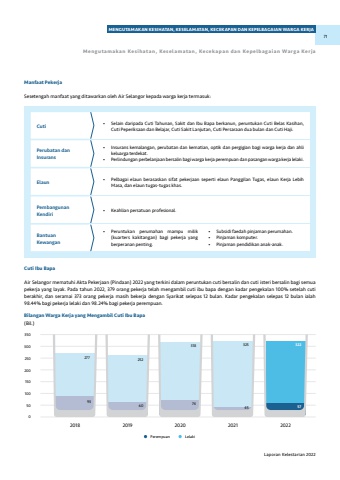 MENGUTAMAKAN KESIHATAN, KESELAMATAN, KECEKAPAN DAN KEPELBAGAIAN WARGA KERJA
71
Mengutamakan Kesihatan, Keselamatan, Kecekapan dan Kepelbagaian Warga Kerja
Manfaat Pekerja
Sesetengah manfaat yang ditawarkan oleh Air Selangor kepada warga kerja termasuk:
Cuti
• Selain daripada Cuti Tahunan, Sakit dan Ibu Bapa berkanun, peruntukan Cuti Belas Kasihan,
Cuti Peperiksaan dan Belajar, Cuti Sakit Lanjutan, Cuti Persaraan dua bulan dan Cuti Haji.
Perubatan dan
Insurans
• Insurans kemalangan, perubatan dan kematian, optik dan pergigian bagi warga kerja dan ahli
keluarga terdekat.
• Perlindungan perbelanjaan bersalin bagi warga kerja perempuan dan pasangan warga kerja lelaki.
Elaun
• Pelbagai elaun berasaskan sifat pekerjaan seperti elaun Panggilan Tugas, elaun Kerja Lebih
Masa, dan elaun tugas-tugas khas.
Pembangunan
Kendiri
• Keahlian persatuan profesional.
Bantuan
Kewangan
• Peruntukan perumahan mampu milik
(kuarters kakitangan) bagi pekerja yang
berperanan penting.
• Subsidi faedah pinjaman perumahan.
• Pinjaman komputer.
• Pinjaman pendidikan anak-anak.
Cuti Ibu Bapa
Air Selangor mematuhi Akta Pekerjaan (Pindaan) 2022 yang terkini dalam peruntukan cuti bersalin dan cuti isteri bersalin bagi semua
pekerja yang layak. Pada tahun 2022, 379 orang pekerja telah mengambil cuti ibu bapa dengan kadar pengekalan 100% setelah cuti
berakhir, dan seramai 373 orang pekerja masih bekerja dengan Syarikat selepas 12 bulan. Kadar pengekalan selepas 12 bulan ialah
98.44% bagi pekerja lelaki dan 98.24% bagi pekerja perempuan.
Bilangan Warga Kerja yang Mengambil Cuti Ibu Bapa
(Bil.)
350
300
250
200
150
100
50
0
277
262
318
325
322
2018
2019
2020
2021
2022
Perempuan
Lelaki
Laporan Kelestarian 2022